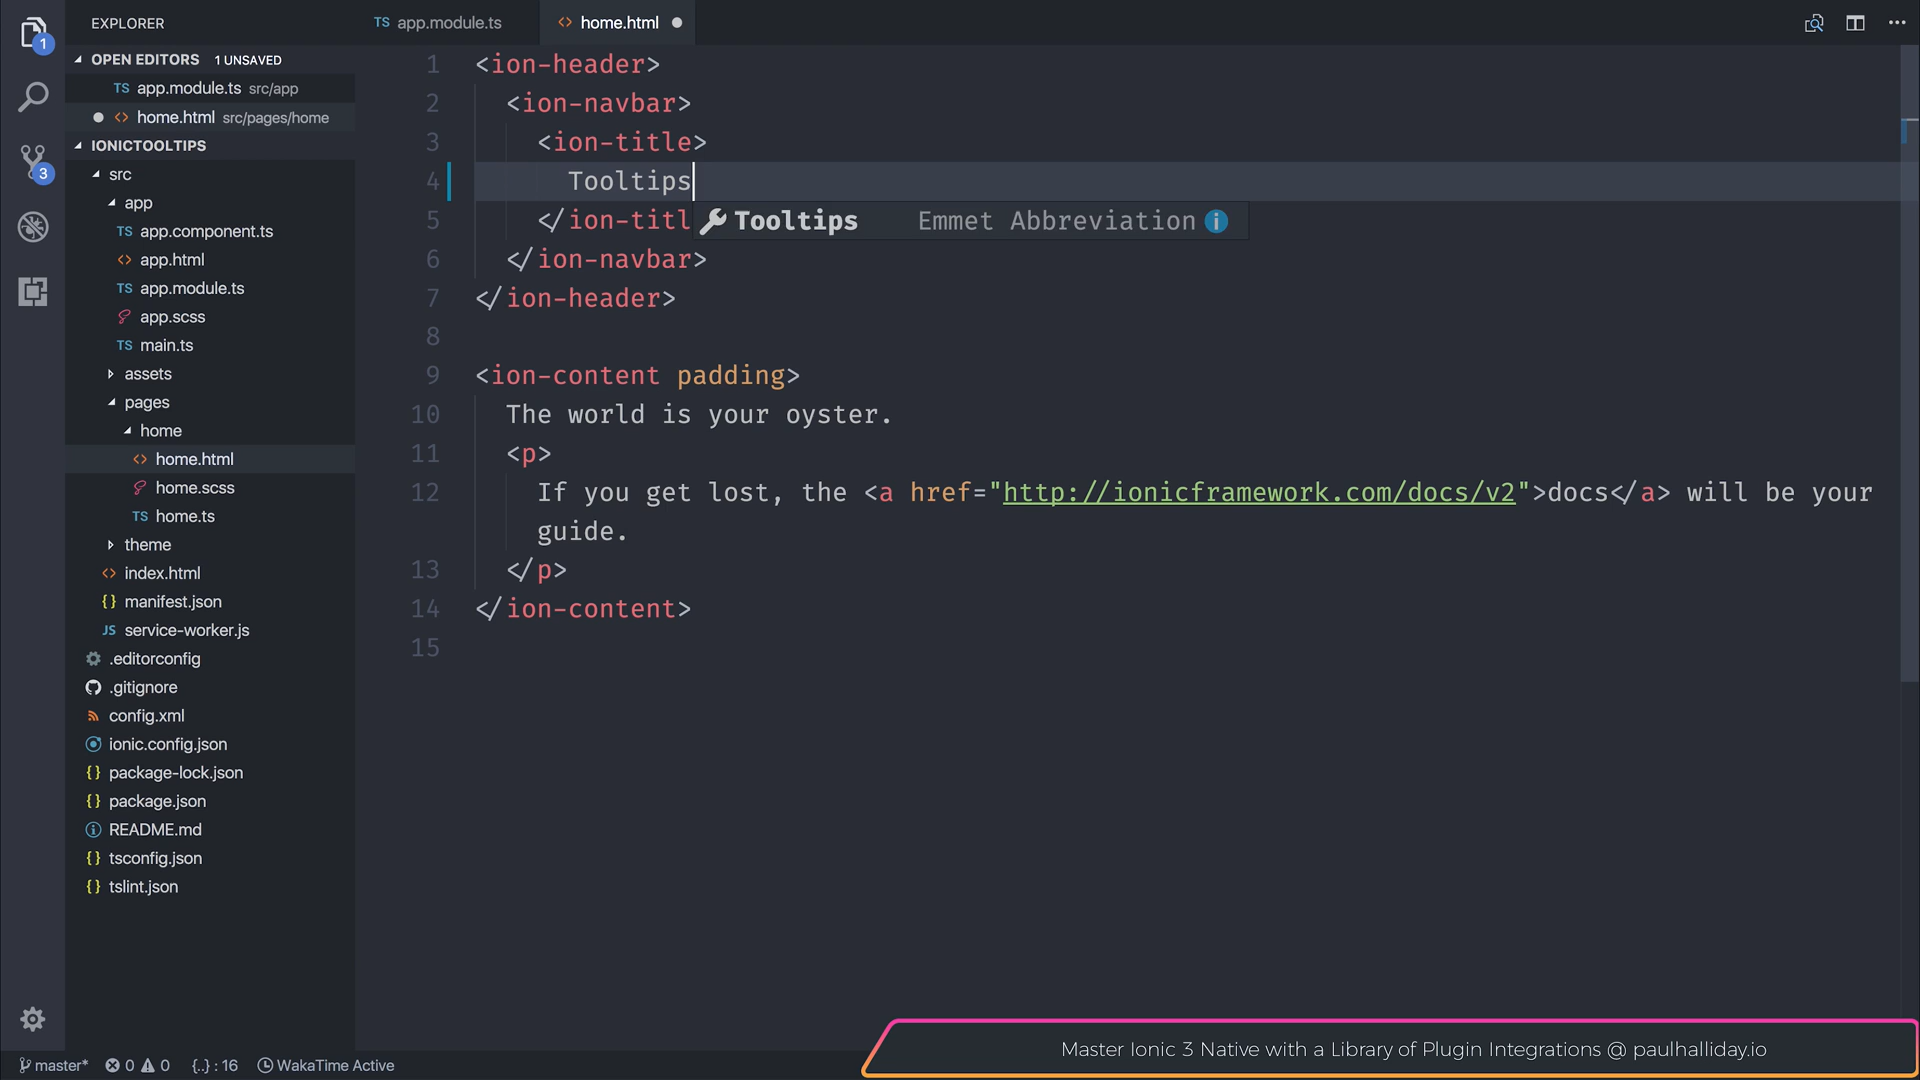 EXPLORER
TS app.module.ts
<> home.html
1
OPEN EDITORS 1 UNSAVED
TS app.module.ts src/app
<> home.html src/pages/home
IONICTOOLTIPS
3
src
app
TS app.component.ts
<> app.html
TS app.module.ts
app.scss
TS main.ts
assets
pages
home
<> home.html
home.scss
TS home.ts
theme
<> index.html
{} manifest.json
JS service-worker.js
.editorconfig
.gitignore
config.xml
ionic.config.json
{} package-lock.json
{} package.json
README.md
{} tsconfig.json
{} tslint.json
1 <ion-header>
2 <ion-navbar>
3 <ion-title>
4 Tooltips
5 </ion-titl
Tooltips Emmet Abbreviation
6 </ion-navbar>
7 </ion-header>
8
9 <ion-content padding>
10 The world is your oyster.
11 <p>
12 If you get lost, the <a href="http://ionicframework.com/docs/v2">docs</a> will be your
guide.
13 </p>
14 </ion-content>
15
master* 0 0 {..} : 16 WakaTime Active
Master Ionic 3 Native with a Library of Plugin Integrations @ paulhalliday.io